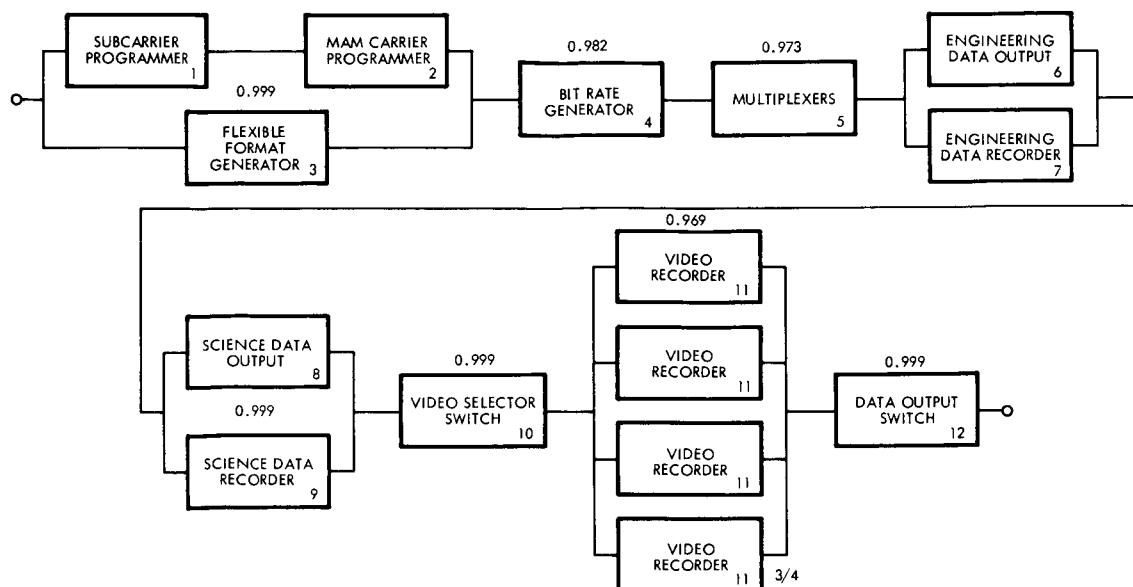 SUBCARRIER
PROGRAMMER
1
MAM CARRIER
PROGRAMMER
2
0.999
FLEXIBLE
FORMAT
GENERATOR
3
0.982
BIT RATE
GENERATOR
4
0.973
MULTIPLEXERS
5
ENGINEERING
DATA OUTPUT
6
ENGINEERING
DATA RECORDER
7
SCIENCE DATA
OUTPUT
8
0.999
SCIENCE DATA
RECORDER
9
0.999
VIDEO SELECTOR
SWITCH
10
0.969
VIDEO
RECORDER
11
VIDEO
RECORDER
11
VIDEO
RECORDER
11
VIDEO
RECORDER
11
3/4
0.999
DATA OUTPUT
SWITCH
12